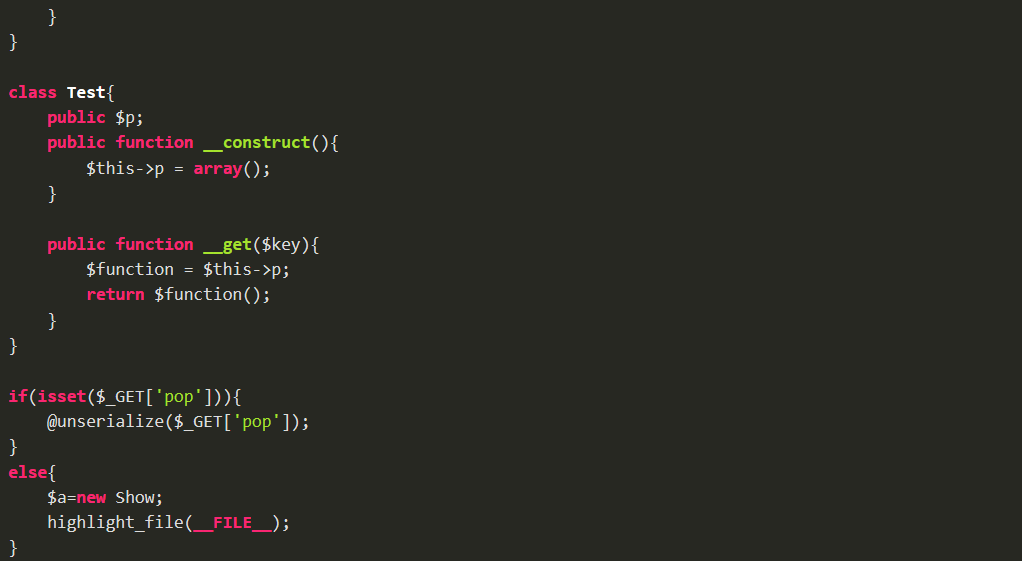 }
}
class Test{
    public $p;
    public function __construct(){
        $this->p = array();
    }
    public function __get($key){
        $function = $this->p;
        return $function();
    }
}
if(isset($_GET['pop'])){
    @unserialize($_GET['pop']);
}
else{
    $a=new Show;
    highlight_file(__FILE__);
}